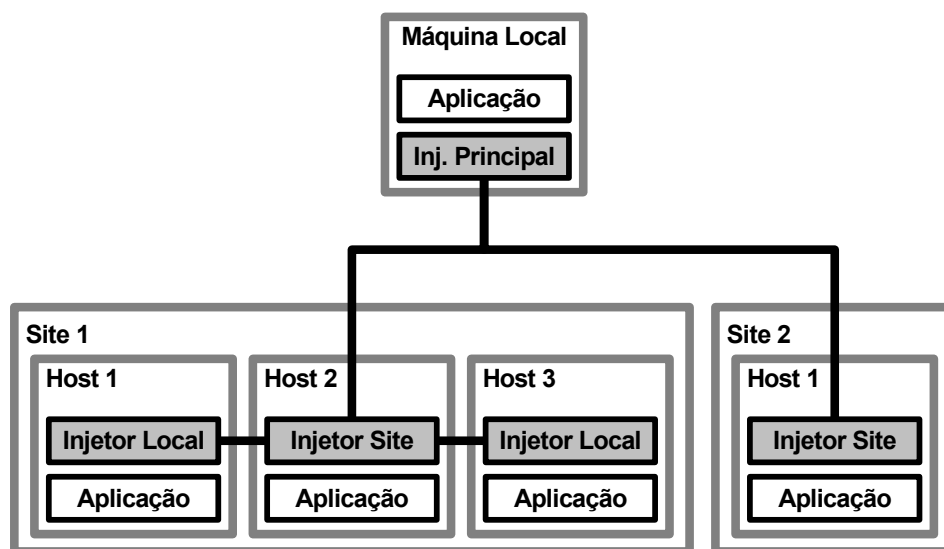 Máquina Local
Aplicação
Inj. Principal
Site 1
Site 2
Host 1
Host 2
Host 3
Host 1
Injetor Local
Injetor Site
Injetor Local
Injetor Site
Aplicação
Aplicação
Aplicação
Aplicação